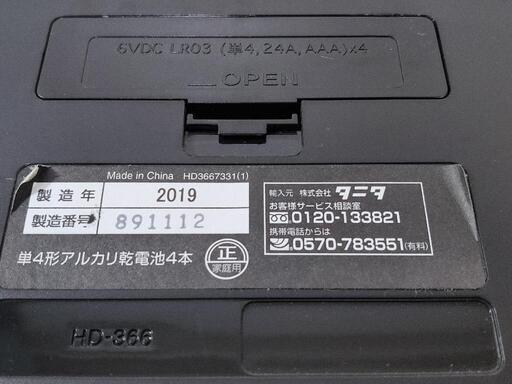 6VDC LR03 (単4,24A,AAA)×4
OPEN
Made in China HD3667331(1)
製造年 2019
製造番号 891112
単4形アルカリ乾電池4本
正
家庭用
輸入元 株式会社 タニタ
お客様サービス相談室
0120-133821
携帯電話からは
0570-783551(有料)
HD-366